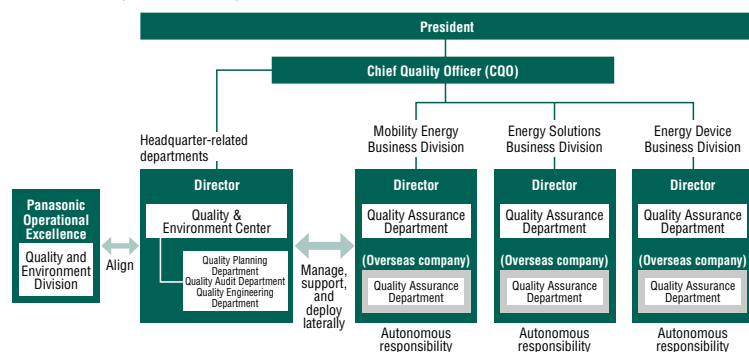 President
Chief Quality Officer (CQO)
Headquarter-related
departments
Mobility Energy
Business Division
Energy Solutions
Business Division
Energy Device
Business Division
Panasonic
Operational
Excellence
Quality and
Environment
Division
Align
Director
Quality &
Environment Center
Quality Planning
Department
Quality Audit Department
Quality Engineering
Department
Manage,
support,
and
deploy
laterally
Director
Quality Assurance
Department
(Overseas company)
Quality Assurance
Department
Autonomous
responsibility
Director
Quality Assurance
Department
(Overseas company)
Quality Assurance
Department
Autonomous
responsibility
Director
Quality Assurance
Department
(Overseas company)
Quality Assurance
Department
Autonomous
responsibility